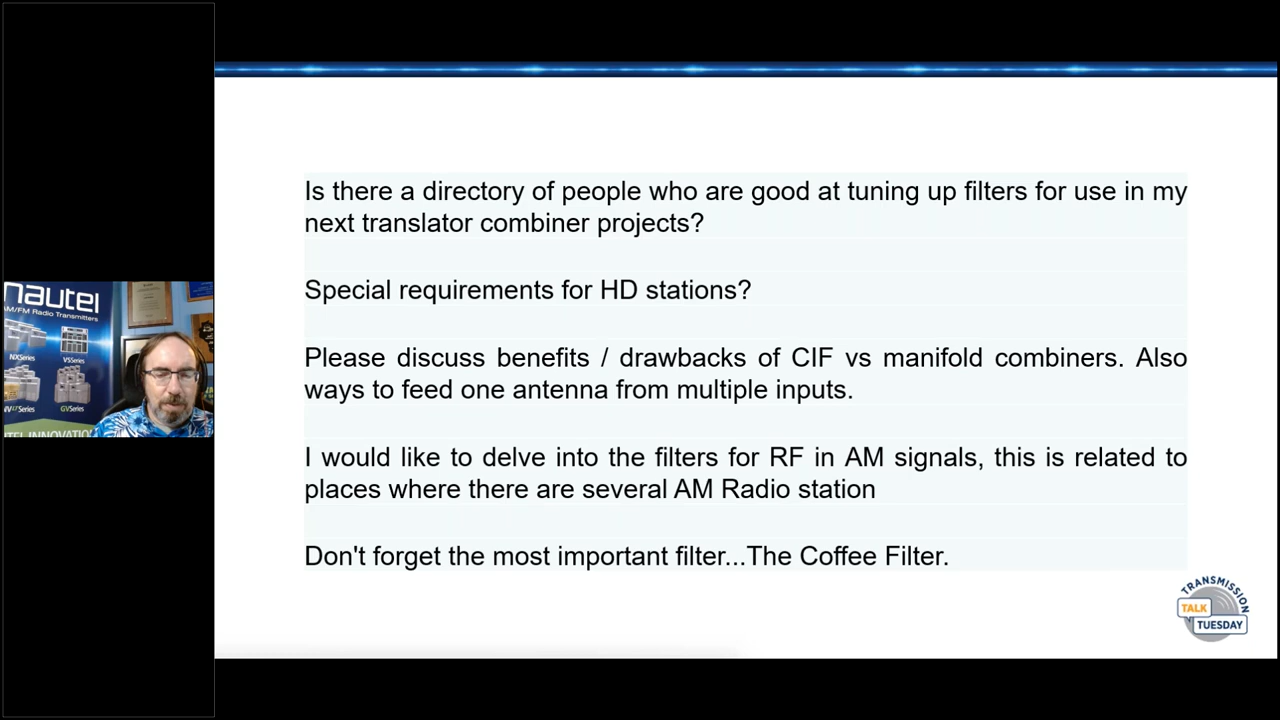 Is there a directory of people who are good at tuning up filters for use in my
next translator combiner projects?
Special requirements for HD stations?
Please discuss benefits / drawbacks of CIF vs manifold combiners. Also
ways to feed one antenna from multiple inputs.
I would like to delve into the filters for RF in AM signals, this is related to
places where there are several AM Radio station
Don't forget the most important filter...The Coffee Filter.
nautel
AM/FM Radio Transmitters
NXSeries
VSSeries
GVSeries
TRANSMISSION
TALK
TUESDAY